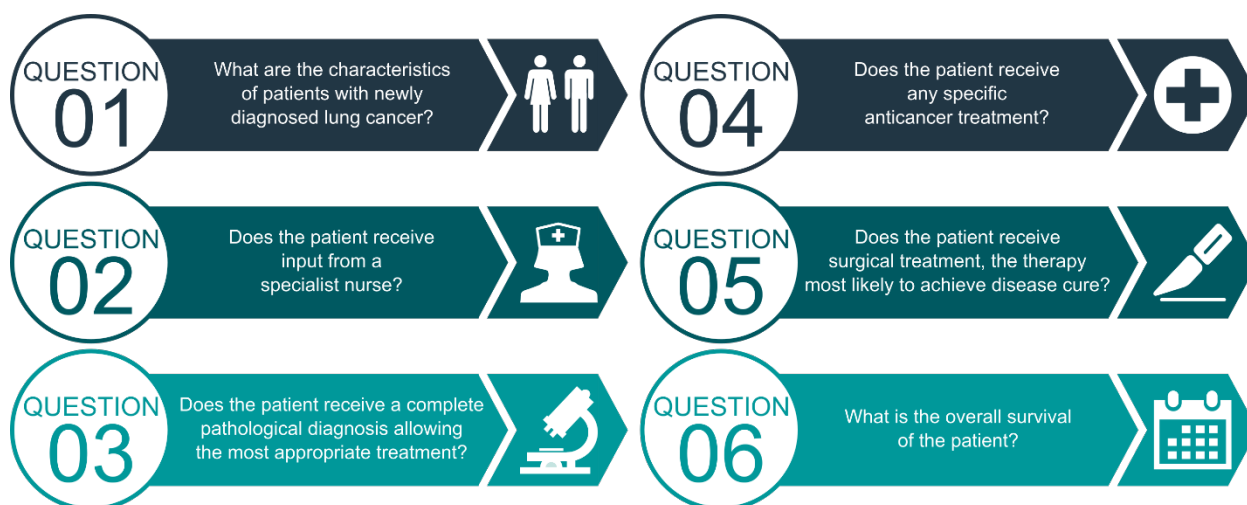 QUESTION
01
What are the characteristics
of patients with newly
diagnosed lung cancer?
QUESTION
02
Does the patient receive
input from a
specialist nurse?
QUESTION
03
Does the patient receive a complete
pathological diagnosis allowing
the most appropriate treatment?
QUESTION
04
Does the patient receive
any specific
anticancer treatment?
QUESTION
05
Does the patient receive
surgical treatment, the therapy
most likely to achieve disease cure?
QUESTION
06
What is the overall survival
of the patient?